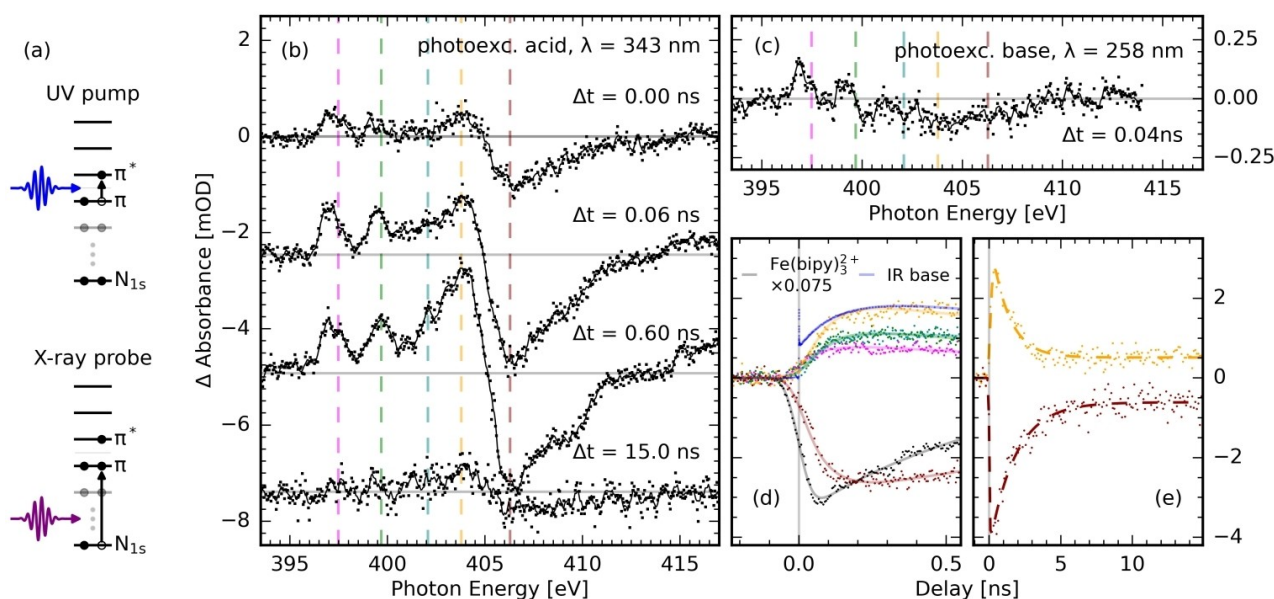 (a)
UV pump
π*
π
N1s
X-ray probe
π*
π
N1s
(b)
photoexc. acid, λ = 343 nm
Δt = 0.00 ns
Δt = 0.06 ns
Δt = 0.60 ns
Δt = 15.0 ns
Δ Absorbance [mOD]
2
0
−2
−4
−6
−8
395 400 405 410 415
Photon Energy [eV]
(c)
photoexc. base, λ = 258 nm
Δt = 0.04ns
0.25
0.00
−0.25
395 400 405 410 415
Photon Energy [eV]
Fe(bipy)₃²⁺
×0.075
IR base
(d)
(e)
2
0
−2
−4
0.0 0.5 0 5 10
Delay [ns]